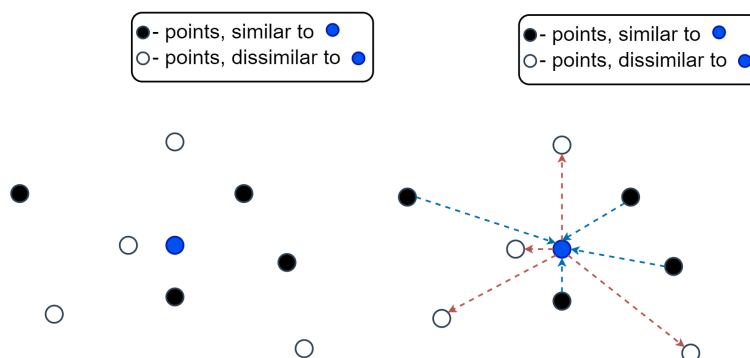 - points, similar to
- points, dissimilar to
- points, similar to
- points, dissimilar to